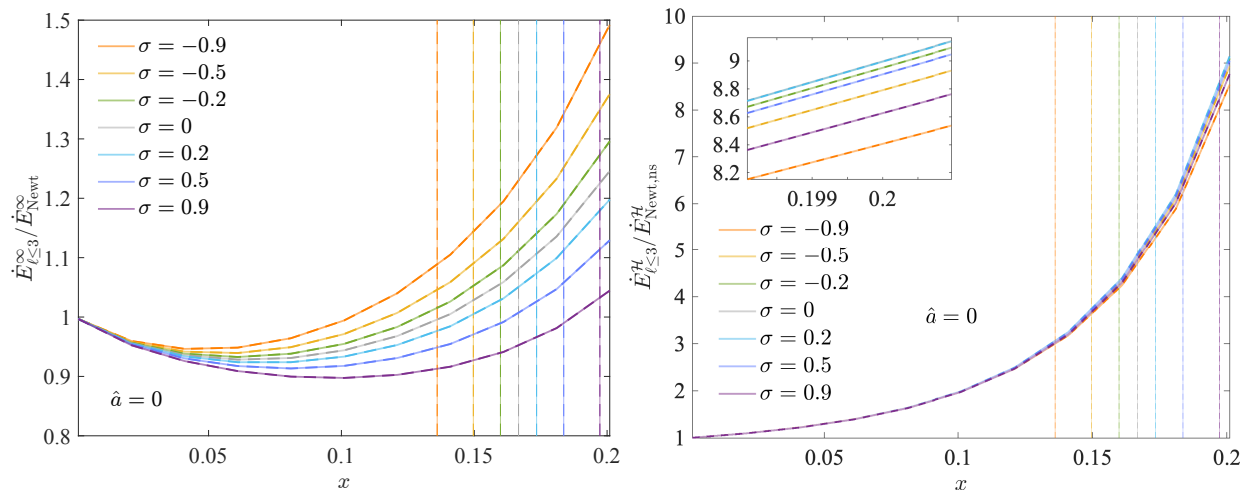 1.5
1.4
1.3
1.2
1.1
1
0.9
0.8
0.05
0.1
0.15
0.2
x
Ė^∞_{ℓ≤3}/Ė^∞_{Newt}
σ = −0.9
σ = −0.5
σ = −0.2
σ = 0
σ = 0.2
σ = 0.5
σ = 0.9
â = 0
10
9
8
7
6
5
4
3
2
1
0.05
0.1
0.15
0.2
x
Ė^ℋ_{ℓ≤3}/Ė^ℋ_{Newt,ns}
9
8.8
8.6
8.4
8.2
0.199
0.2
σ = −0.9
σ = −0.5
σ = −0.2
σ = 0
σ = 0.2
σ = 0.5
σ = 0.9
â = 0